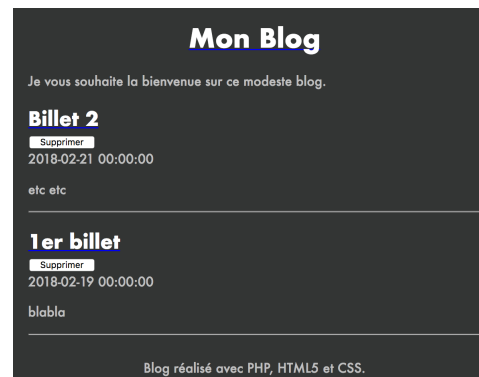 Mon Blog
Je vous souhaite la bienvenue sur ce modeste blog.
Billet 2
Supprimer
2018-02-21 00:00:00
etc etc
1er billet
Supprimer
2018-02-19 00:00:00
blabla
Blog réalisé avec PHP, HTML5 et CSS.